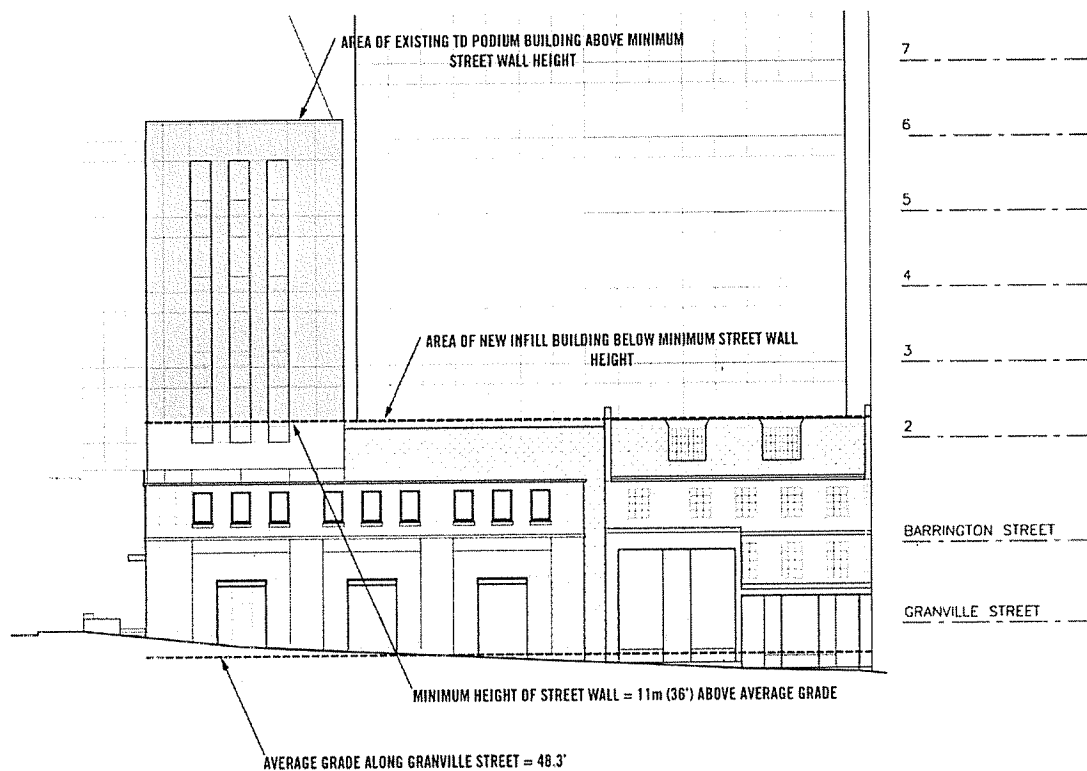 AREA OF EXISTING TD PODIUM BUILDING ABOVE MINIMUM
STREET WALL HEIGHT
7
6
5
4
AREA OF NEW INFILL BUILDING BELOW MINIMUM STREET WALL
HEIGHT
3
2
BARRINGTON STREET
GRANVILLE STREET
MINIMUM HEIGHT OF STREET WALL = 11m (36') ABOVE AVERAGE GRADE
AVERAGE GRADE ALONG GRANVILLE STREET = 48.3'